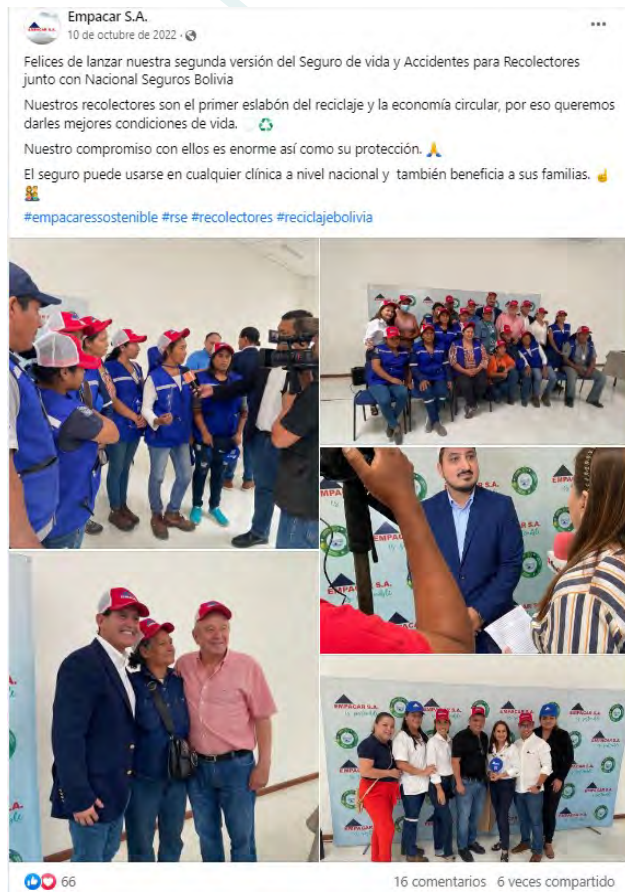 Empacar S.A.
10 de octubre de 2022
Felices de lanzar nuestra segunda versión del Seguro de vida y Accidentes para Recolectores
junto con Nacional Seguros Bolivia
Nuestros recolectores son el primer eslabón del reciclaje y la economía circular, por eso queremos
darles mejores condiciones de vida. ♻️
Nuestro compromiso con ellos es enorme así como su protección. 🙏
El seguro puede usarse en cualquier clínica a nivel nacional y también beneficia a sus familias. ☝️
#empacaressostenible #rse #recolectores #reciclajebolivia
EMPACAR S.A.
66
16 comentarios 6 veces compartido